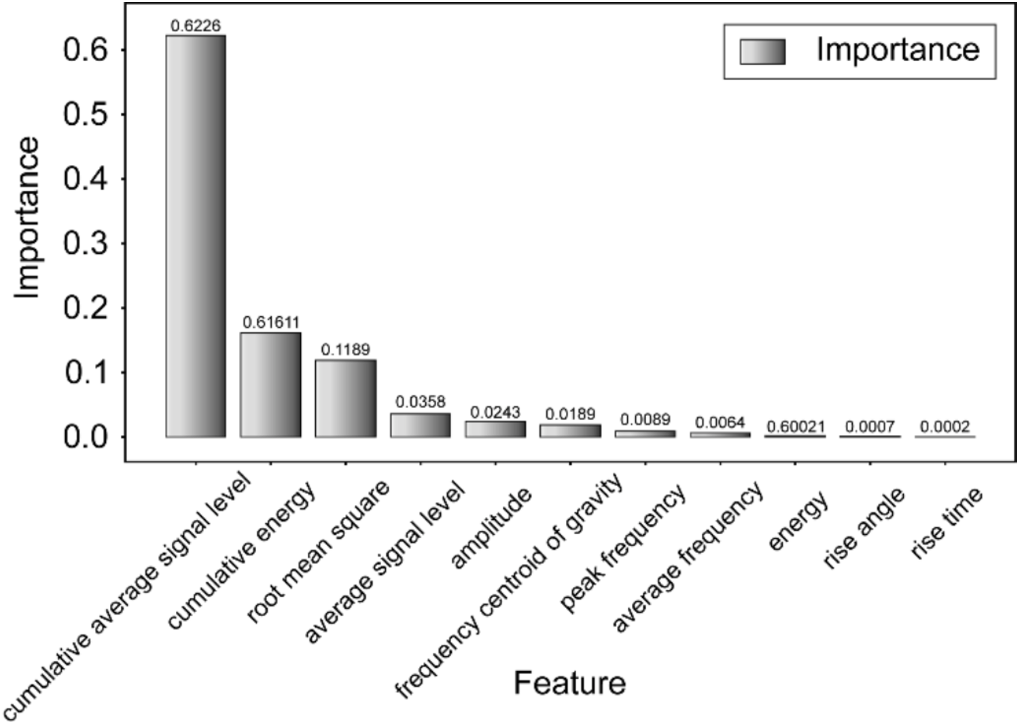 0.6226
0.6
Importance
0.5
0.4
0.3
0.2
0.61611
0.1189
0.1
0.0358
0.0243
0.0189
0.0089
0.0064
0.60021
0.0007
0.0002
0.0
Importance
cumulative average signal level
cumulative energy
root mean square
average signal level
amplitude
frequency centroid of gravity
peak frequency
average frequency
energy
rise angle
rise time
Feature